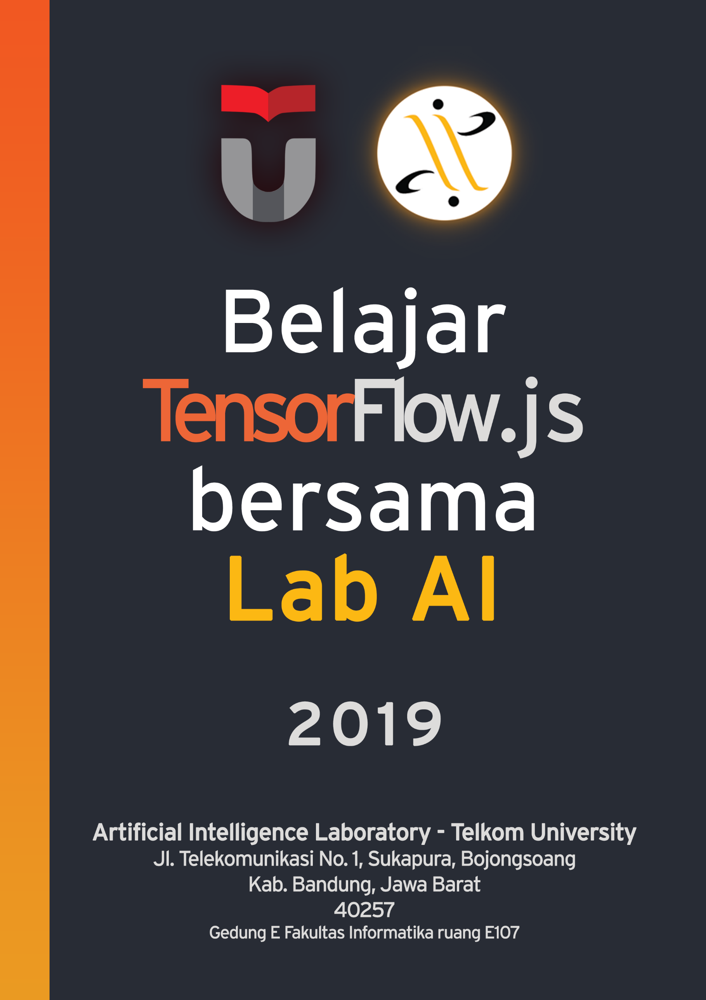 Belajar
TensorFlow.js
bersama
Lab AI
2019
Artificial Intelligence Laboratory - Telkom University
Jl. Telekomunikasi No. 1, Sukapura, Bojongsoang
Kab. Bandung, Jawa Barat
40257
Gedung E Fakultas Informatika ruang E107